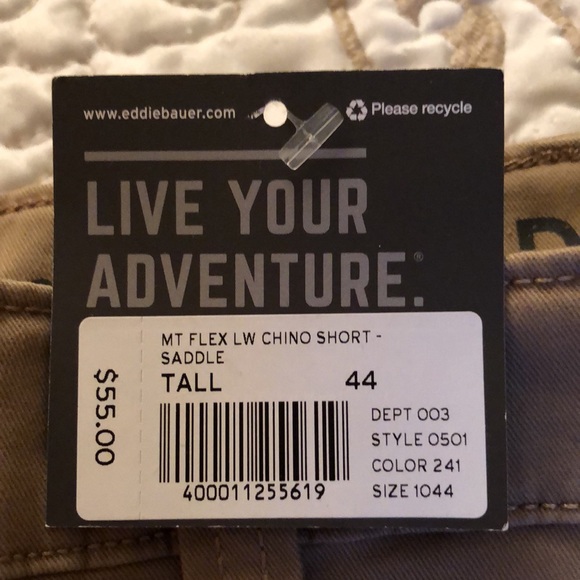 www.eddiebauer.com
Please recycle
LIVE YOUR
ADVENTURE.®
MT FLEX LW CHINO SHORT -
SADDLE
TALL 44
$55.00
DEPT 003
STYLE 0501
COLOR 241
SIZE 1044
400011255619